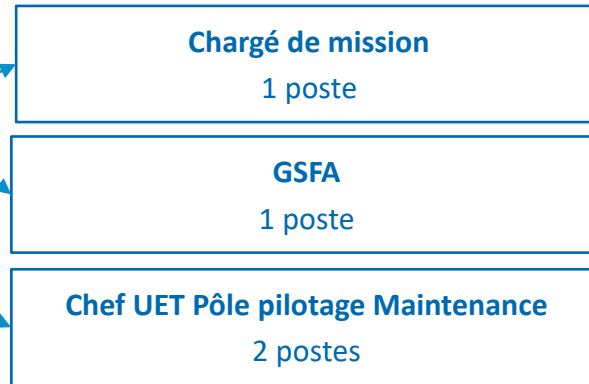 Chargé de mission
1 poste
GSFA
1 poste
Chef UET Pôle pilotage Maintenance
2 postes